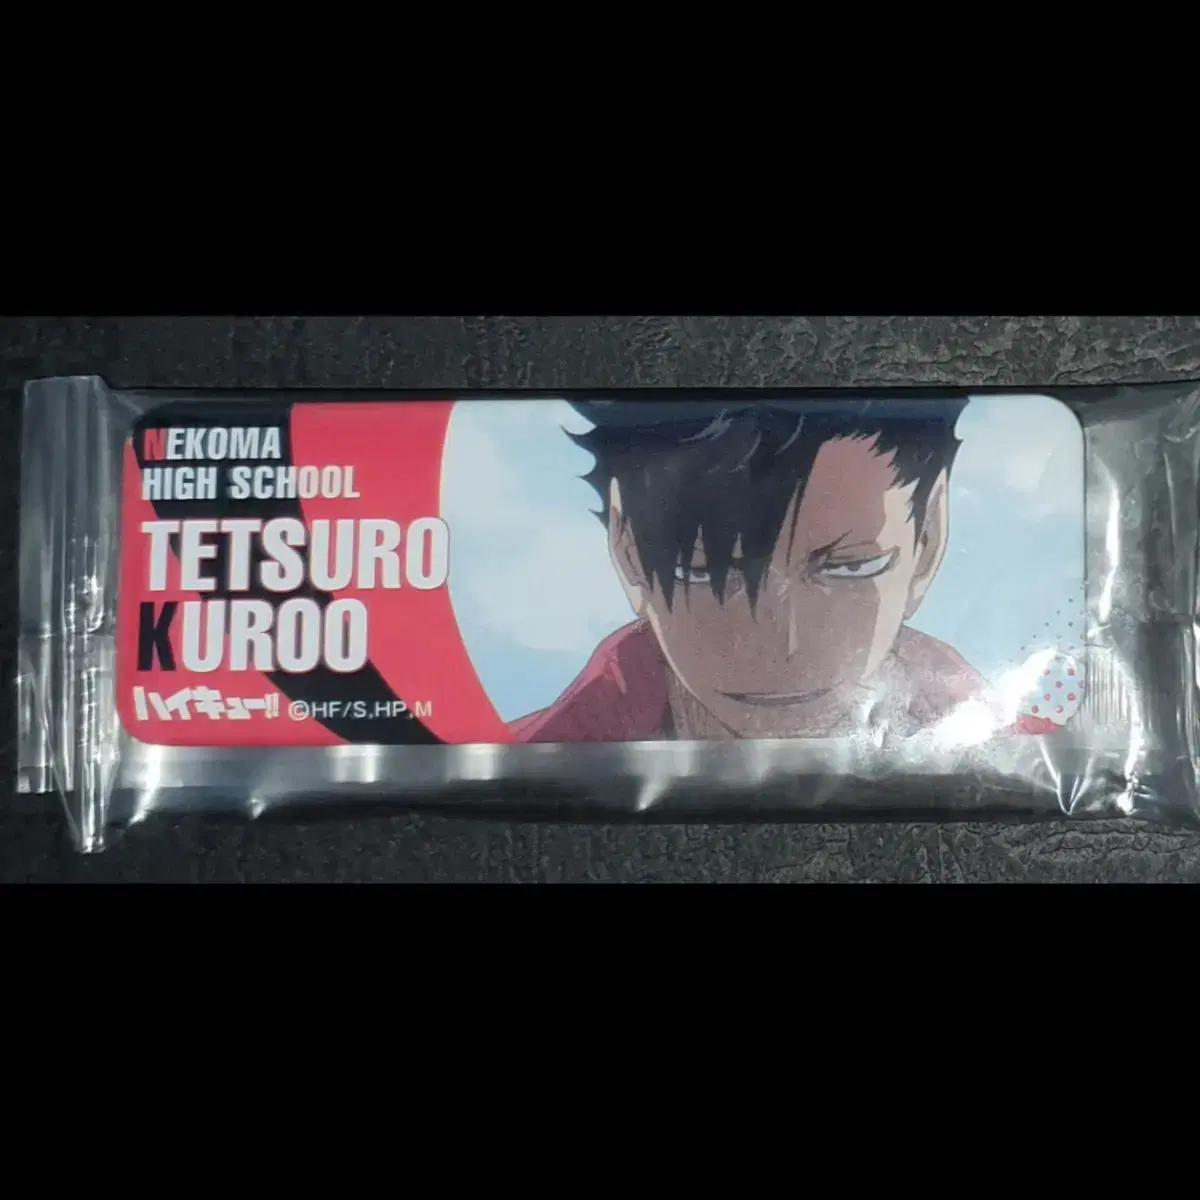 NEKOMA
HIGH SCHOOL
TETSURO
KUROO
ハイキュー!! ©HF/S,HP,M